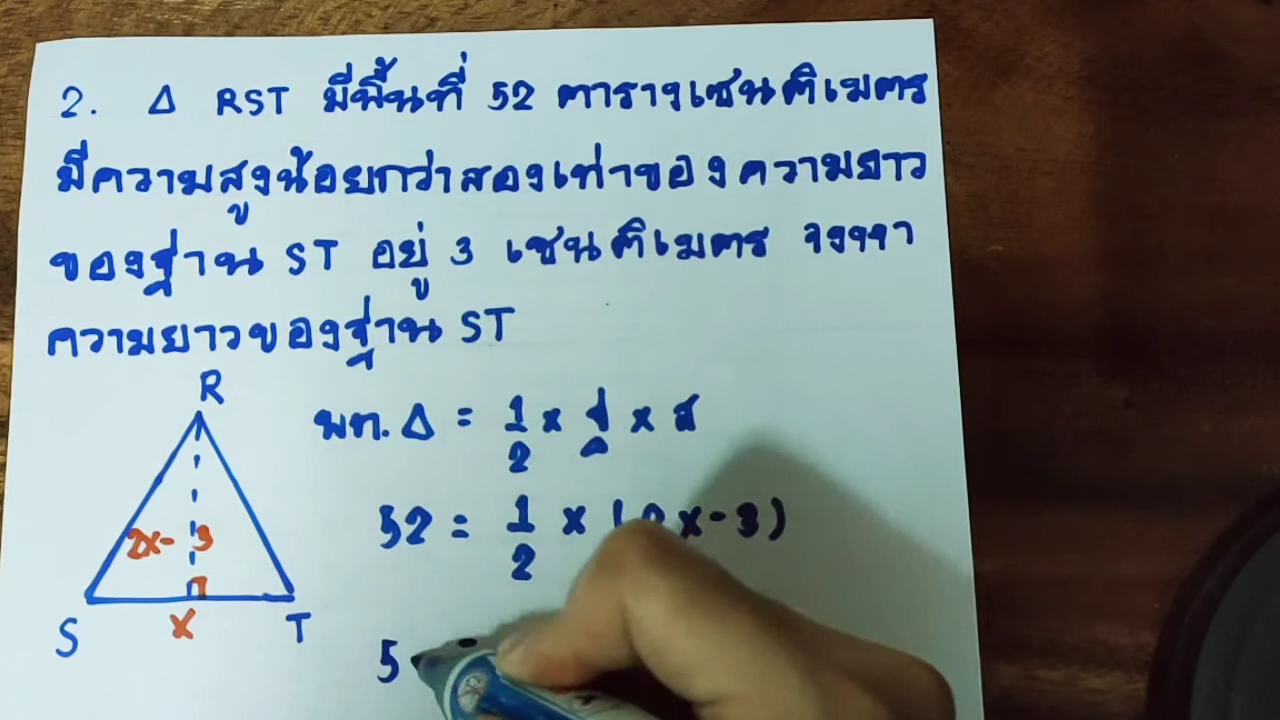 2. Δ RST มีพื้นที่ 52 ตารางเซนติเมตร
มีความสูงน้อยกว่าสองเท่าของความยาว
ของฐาน ST อยู่ 3 เซนติเมตร จงหา
ความยาวของฐาน ST
R
2x - 3
x
S
T
พท. Δ = 1/2 × ฐ × ส
52 = 1/2 x (2x-3)
5